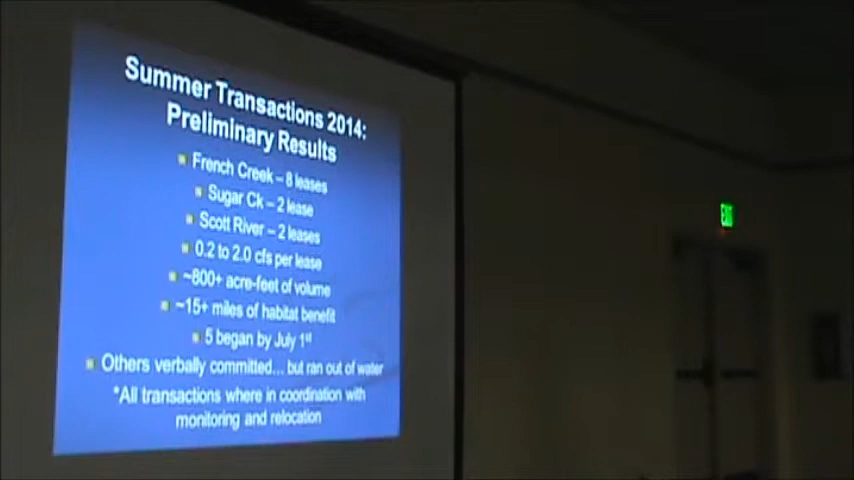 Summer Transactions 2014:
Preliminary Results
French Creek – 8 leases
Sugar Ck – 2 lease
Scott River – 2 leases
0.2 to 2.0 cfs per lease
~800+ acre-feet of volume
~15+ miles of habitat benefit
5 began by July 1st
Others verbally committed... but ran out of water
*All transactions where in coordination with
monitoring and relocation
EXIT